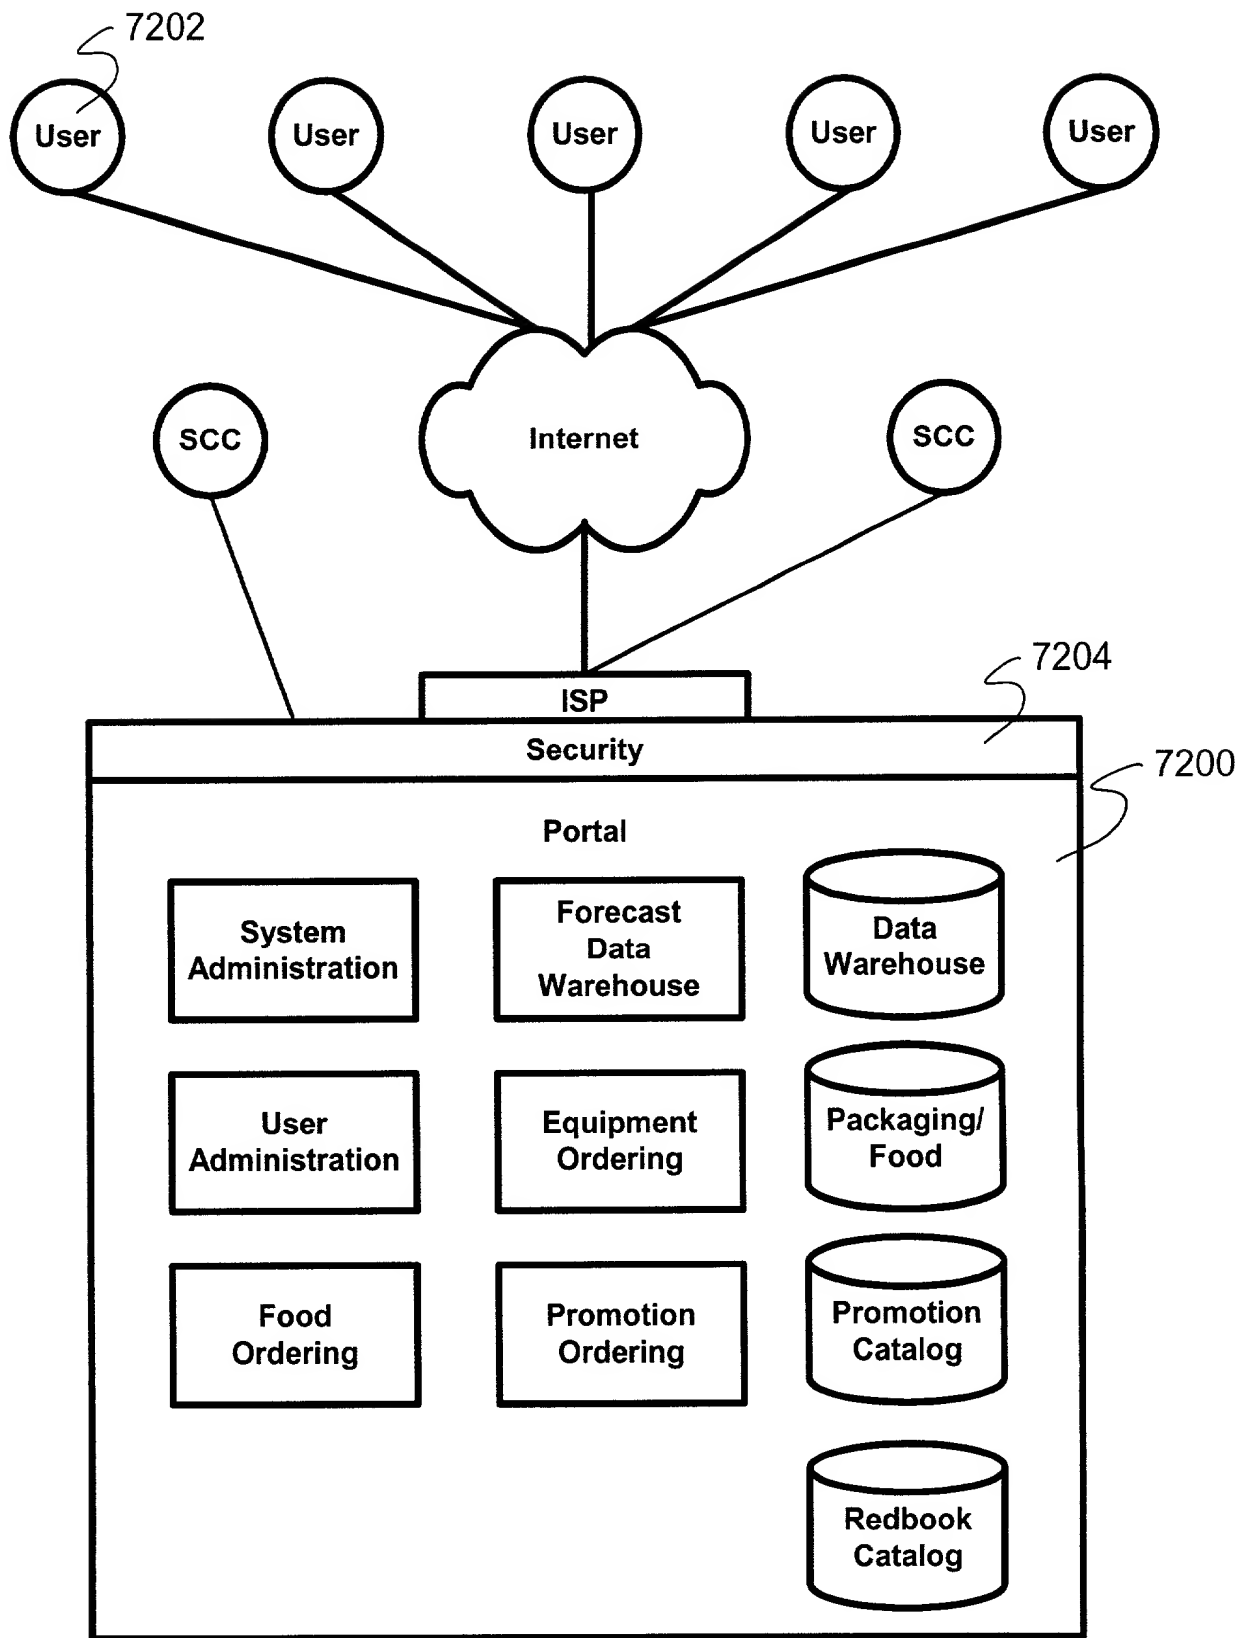 7202
User
User
User
User
User
SCC
Internet
SCC
7204
ISP
Security
7200
Portal
System
Administration
Forecast
Data
Warehouse
Data
Warehouse
User
Administration
Equipment
Ordering
Packaging/
Food
Food
Ordering
Promotion
Ordering
Promotion
Catalog
Redbook
Catalog